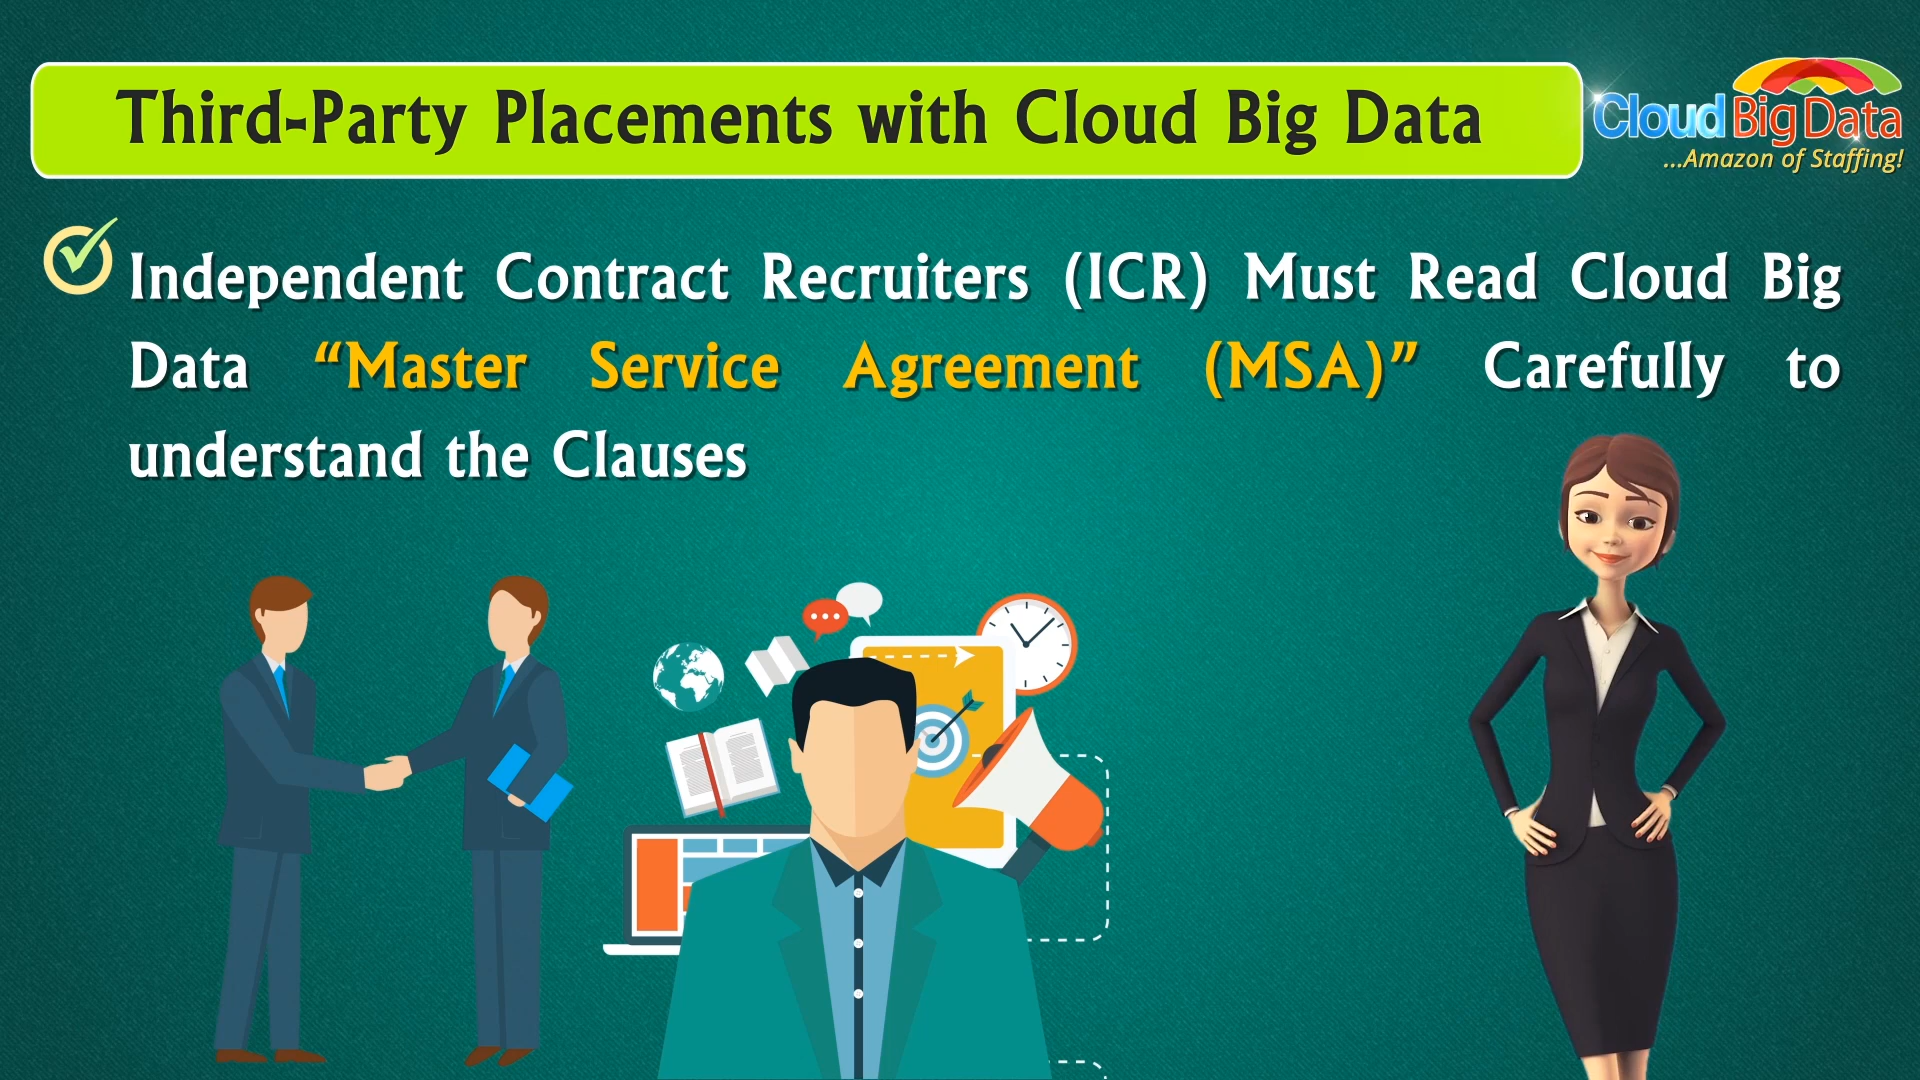 Third-Party Placements with Cloud Big Data
Cloud Big Data
...Amazon of Staffing!
Independent Contract Recruiters (ICR) Must Read Cloud Big
Data “Master Service Agreement (MSA)” Carefully to
understand the Clauses